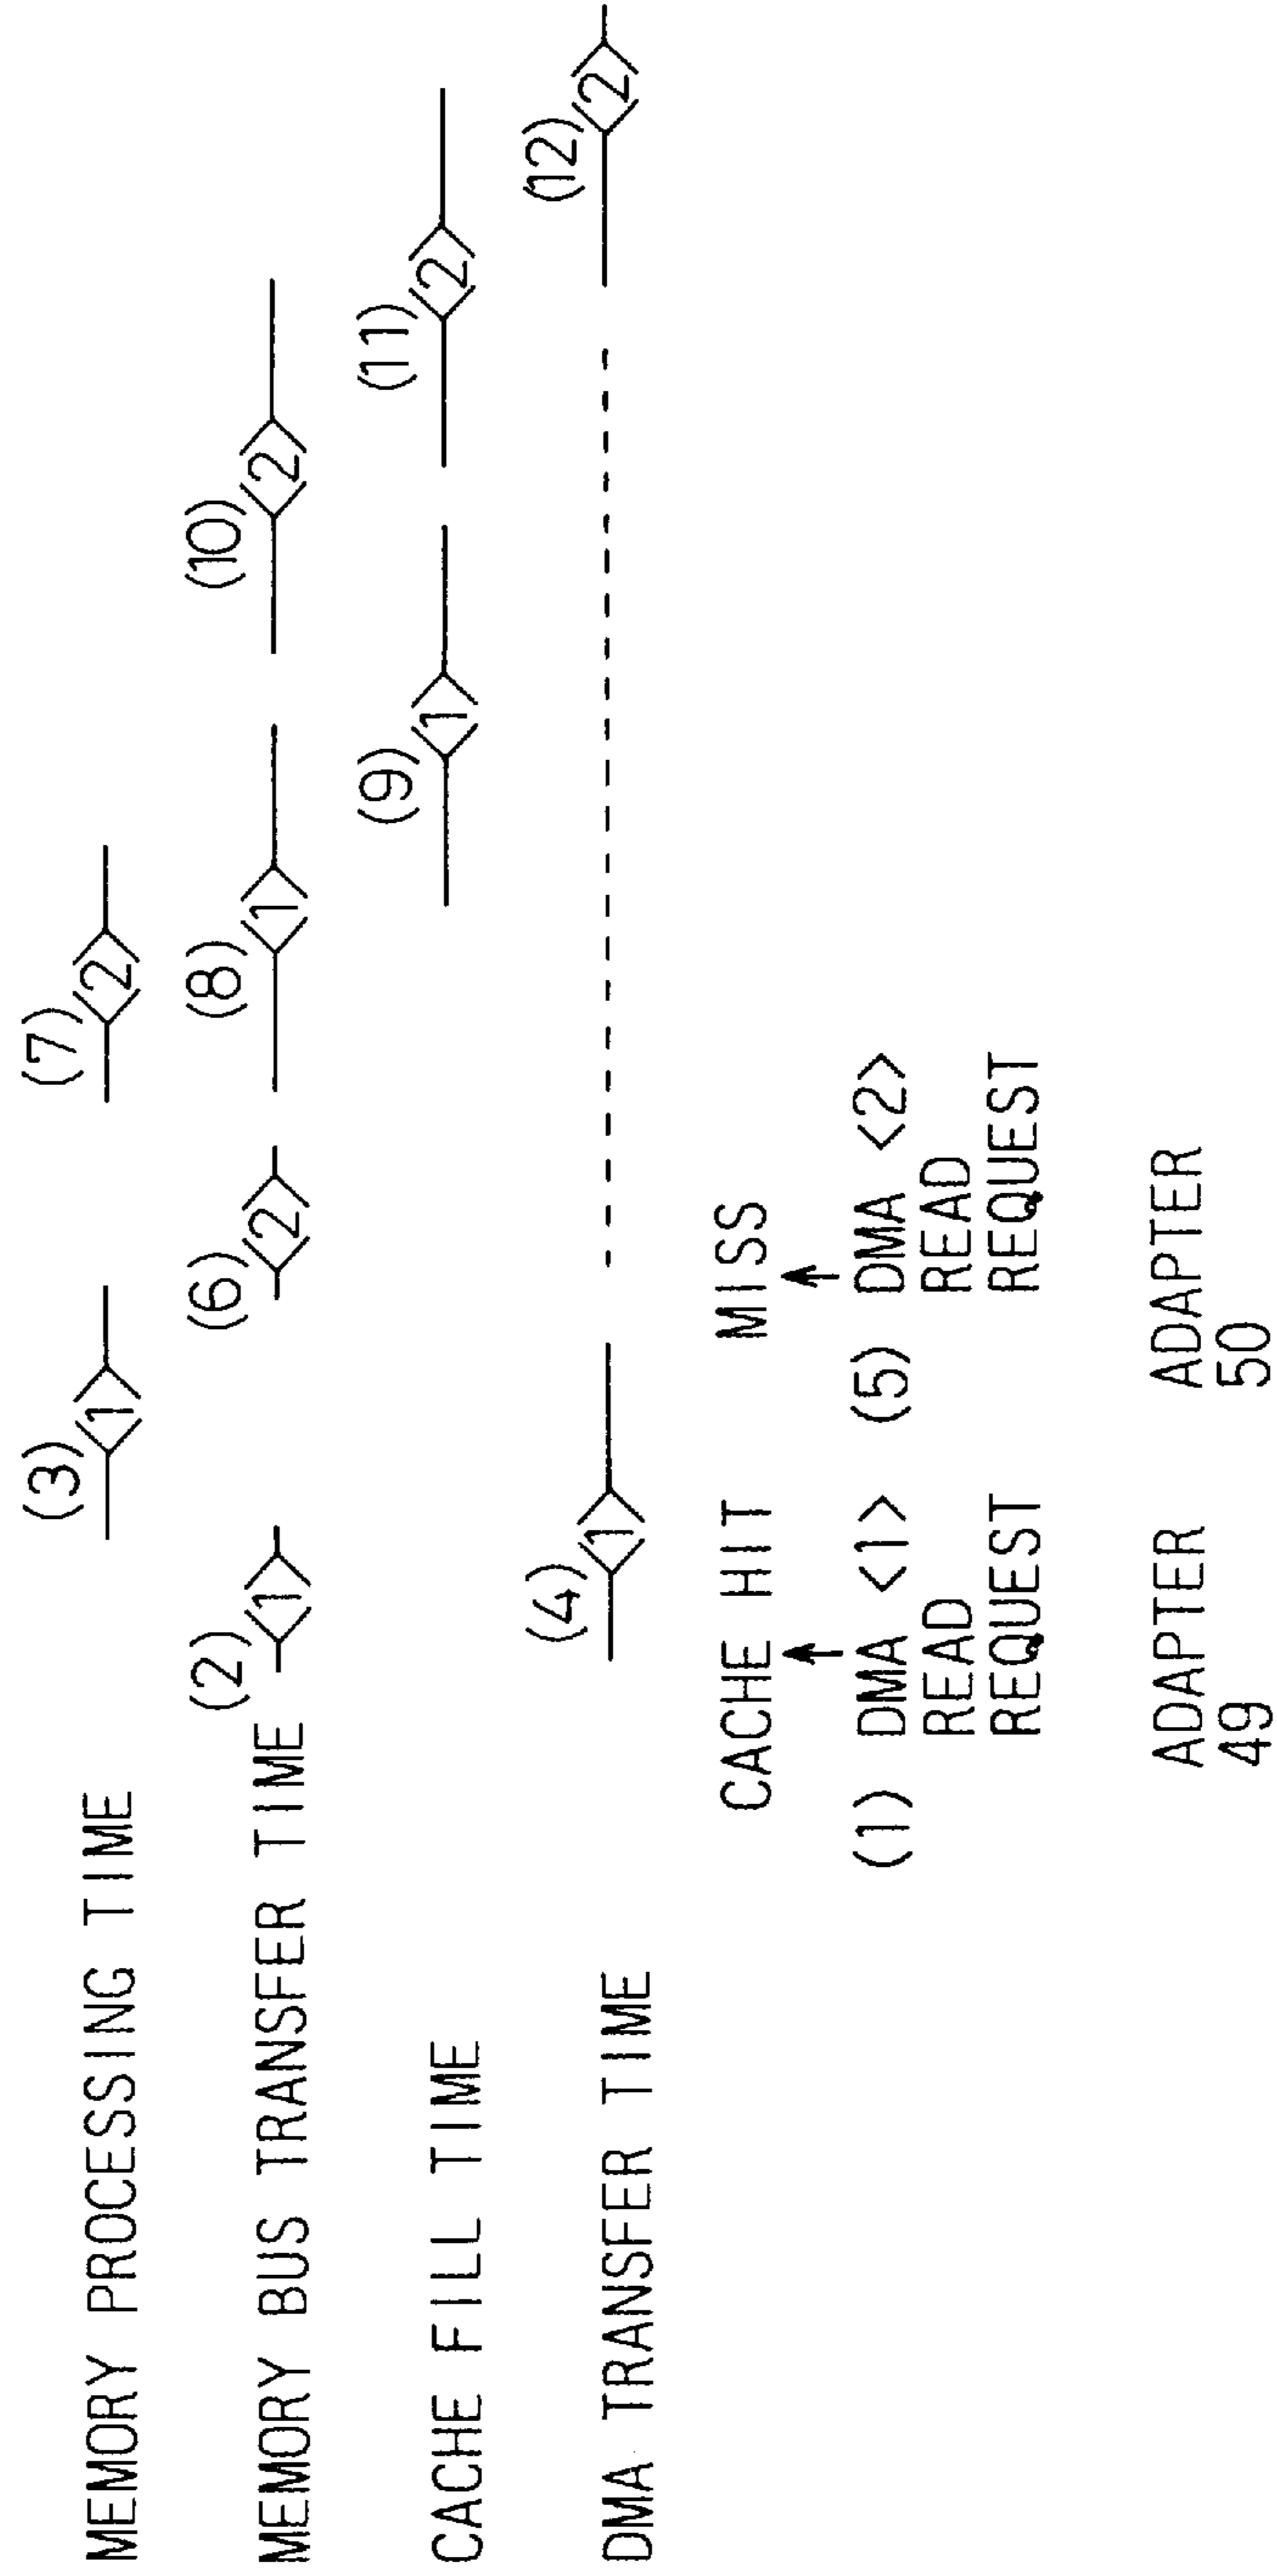 MEMORY PROCESSING TIME
(3) <1>
(7) <2>
MEMORY BUS TRANSFER TIME
(2) <1>
(6) <2>
(8) <1>
(10) <2>
CACHE FILL TIME
(9) <1>
(11) <2>
DMA TRANSFER TIME
(4) <1>
(12) <2>
CACHE HIT
MISS
(1) DMA <1>
READ
REQUEST
(5) DMA <2>
READ
REQUEST
ADAPTER
49
ADAPTER
50